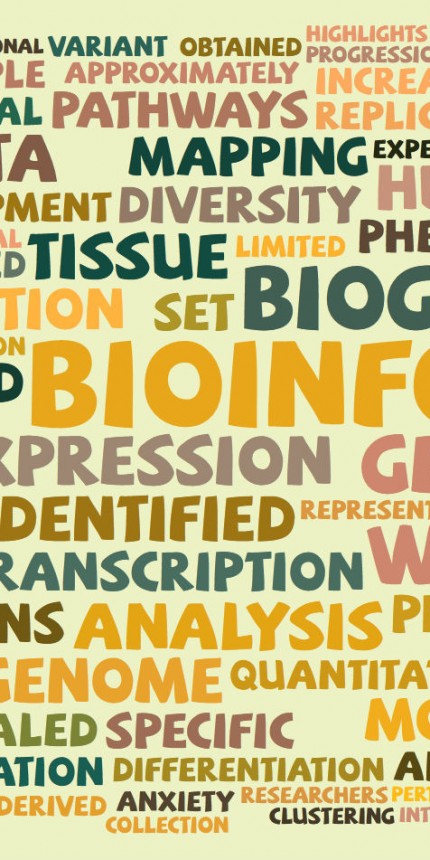 ONAL VARIANT OBTAINED HIGHLIGHTS
PLE APPROXIMATELY PROGRESSIO
AL PATHWAYS INCREA
REPLIC
TA MAPPING EXPE
PMENT DIVERSITY HU
AL TISSUE LIMITED PHE
ED
TION SET BIOG
ON
D BIOINFO
XPRESSION GE
DENTIFIED REPRESENT
RANSCRIPTION W
NS ANALYSIS PE
GENOME QUANTITAT
ALED SPECIFIC MO
ATION DIFFERENTIATION AN
DERIVED ANXIETY RESEARCHERS PERT
COLLECTION CLUSTERING INT